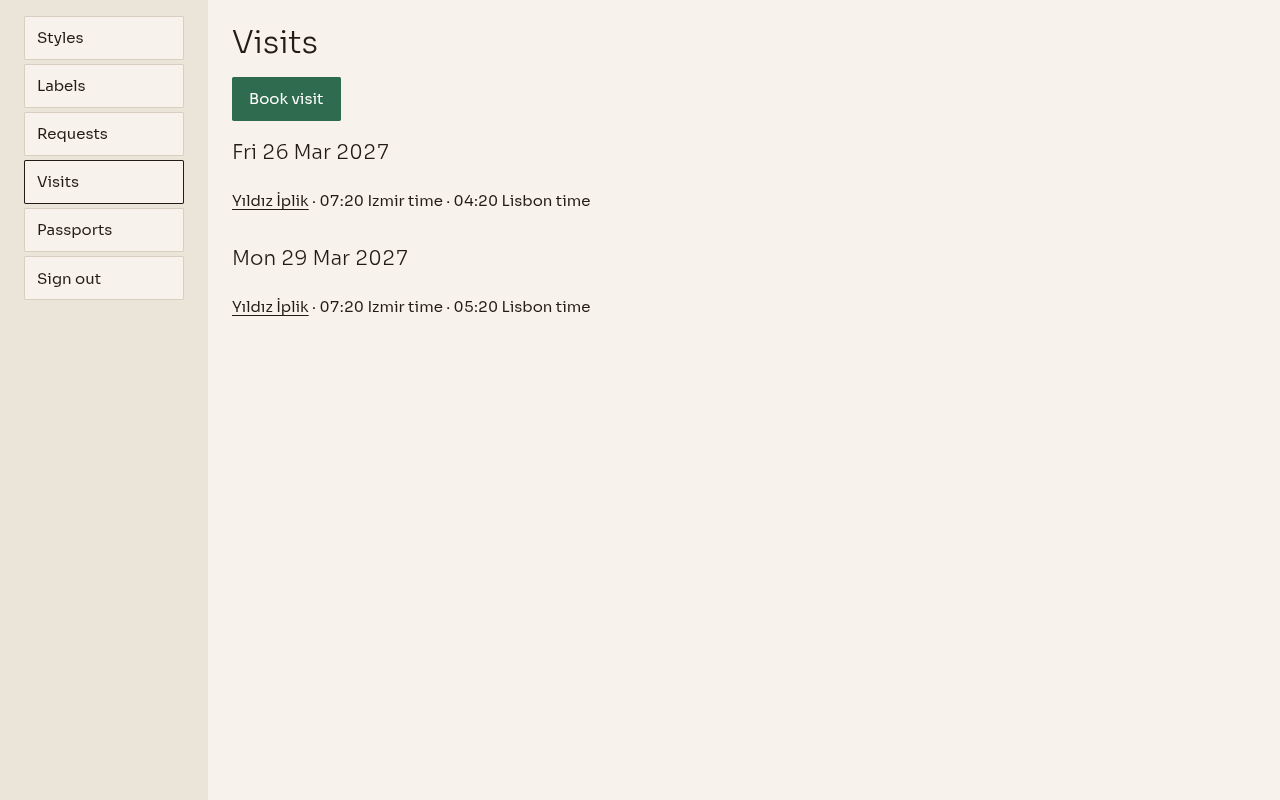 Styles
Labels
Requests
Visits
Passports
Sign out
Visits
Book visit
Fri 26 Mar 2027
Yıldız İplik · 07:20 Izmir time · 04:20 Lisbon time
Mon 29 Mar 2027
Yıldız İplik · 07:20 Izmir time · 05:20 Lisbon time